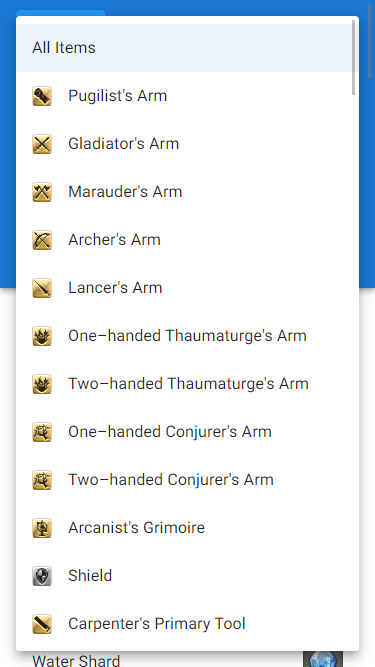 All Items
Pugilist's Arm
Gladiator's Arm
Marauder's Arm
Archer's Arm
Lancer's Arm
One–handed Thaumaturge's Arm
Two–handed Thaumaturge's Arm
One–handed Conjurer's Arm
Two–handed Conjurer's Arm
Arcanist's Grimoire
Shield
Carpenter's Primary Tool
Water Shard